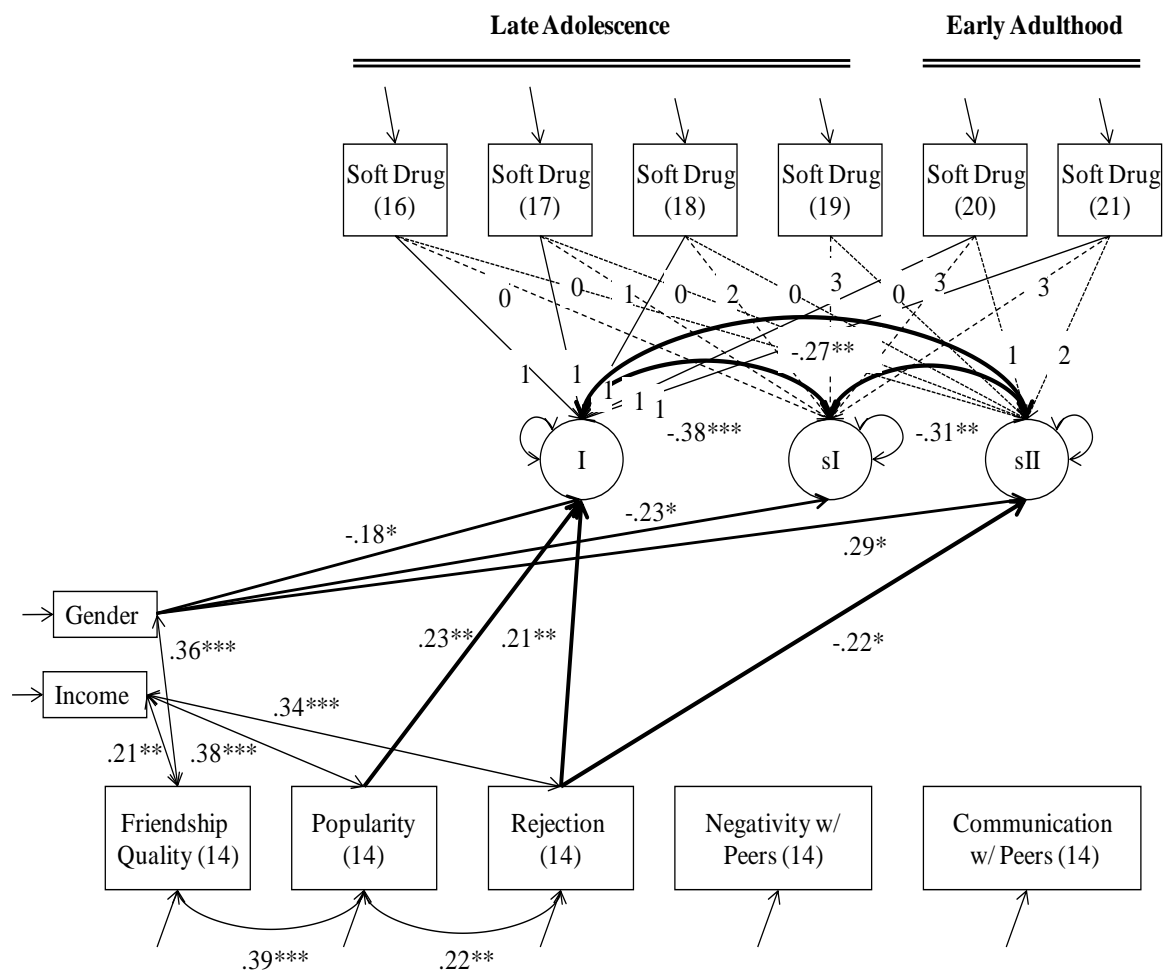 Late Adolescence Early Adulthood
Soft Drug Soft Drug Soft Drug Soft Drug Soft Drug Soft Drug
(16) (17) (18) (19) (20) (21)
0 0 1 0 2 3 0 3 0 3
-.27**
1 1 1 1 1 1 2
-.38*** -.31**
I sI sII
-.18* -.23* .29*
Gender
.36*** .23** .21** -.22*
Income
.34***
.21** .38***
Friendship Popularity Rejection Negativity w/ Communication
Quality (14) (14) (14) Peers (14) w/ Peers (14)
.39*** .22**